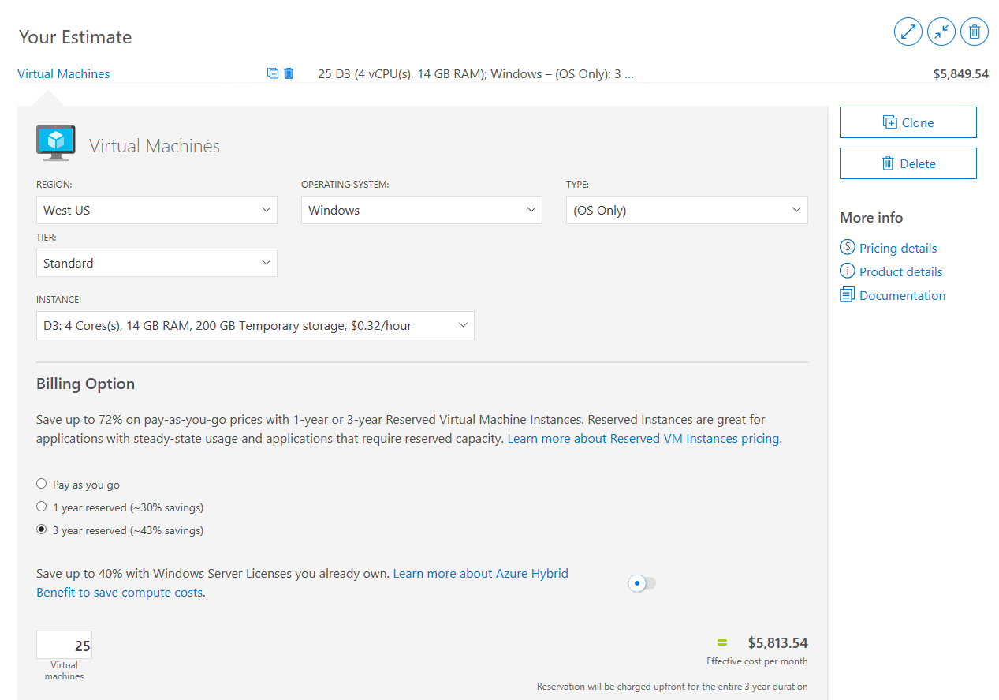 Your Estimate
Virtual Machines
25 D3 (4 vCPU(s), 14 GB RAM); Windows – (OS Only); 3 ...
$5,849.54
Virtual Machines
Clone
Delete
REGION:
OPERATING SYSTEM:
TYPE:
West US
Windows
(OS Only)
TIER:
Standard
More info
Pricing details
Product details
Documentation
INSTANCE:
D3: 4 Cores(s), 14 GB RAM, 200 GB Temporary storage, $0.32/hour
Billing Option
Save up to 72% on pay-as-you-go prices with 1-year or 3-year Reserved Virtual Machine Instances. Reserved Instances are great for
applications with steady-state usage and applications that require reserved capacity. Learn more about Reserved VM Instances pricing.
Pay as you go
1 year reserved (~30% savings)
3 year reserved (~43% savings)
Save up to 40% with Windows Server Licenses you already own. Learn more about Azure Hybrid
Benefit to save compute costs.
25
Virtual
machines
= $5,813.54
Effective cost per month
Reservation will be charged upfront for the entire 3 year duration